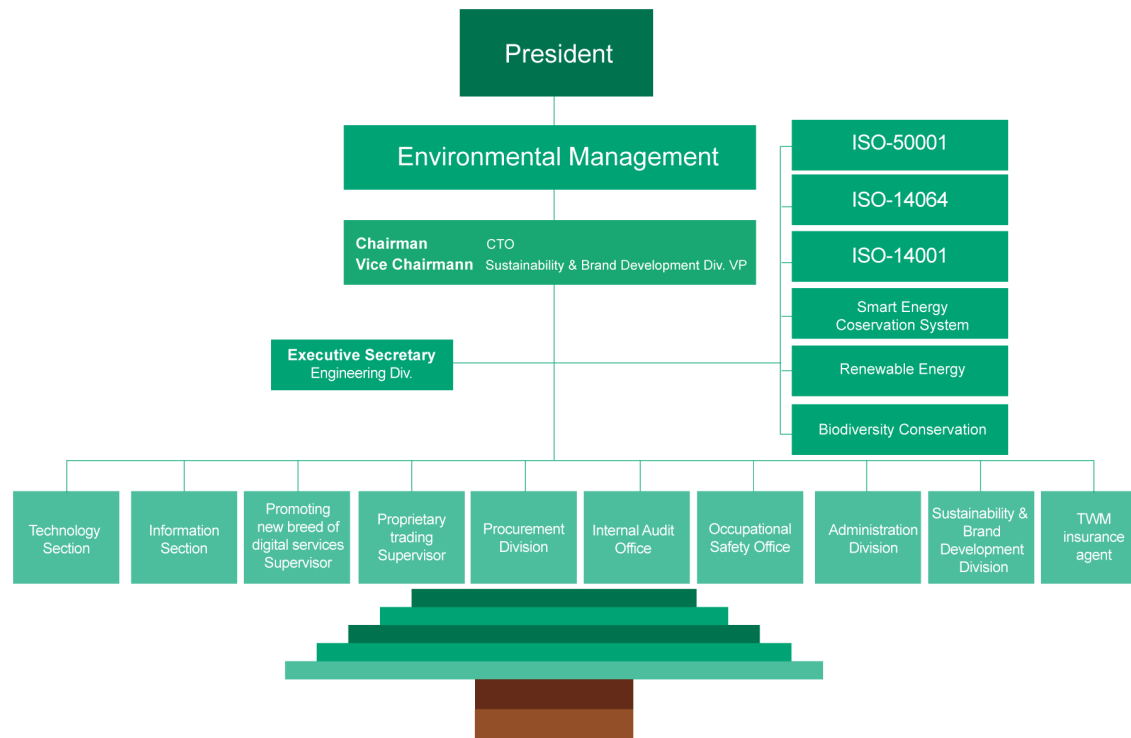 President
Environmental Management
Chairman CTO
Vice Chairmann Sustainability & Brand Development Div. VP
Executive Secretary
Engineering Div.
ISO-50001
ISO-14064
ISO-14001
Smart Energy
Coservation System
Renewable Energy
Biodiversity Conservation
Technology
Section
Information
Section
Promoting
new breed of
digital services
Supervisor
Proprietary
trading
Supervisor
Procurement
Division
Internal Audit
Office
Occupational
Safety Office
Administration
Division
Sustainability &
Brand
Development
Division
TWM
insurance
agent